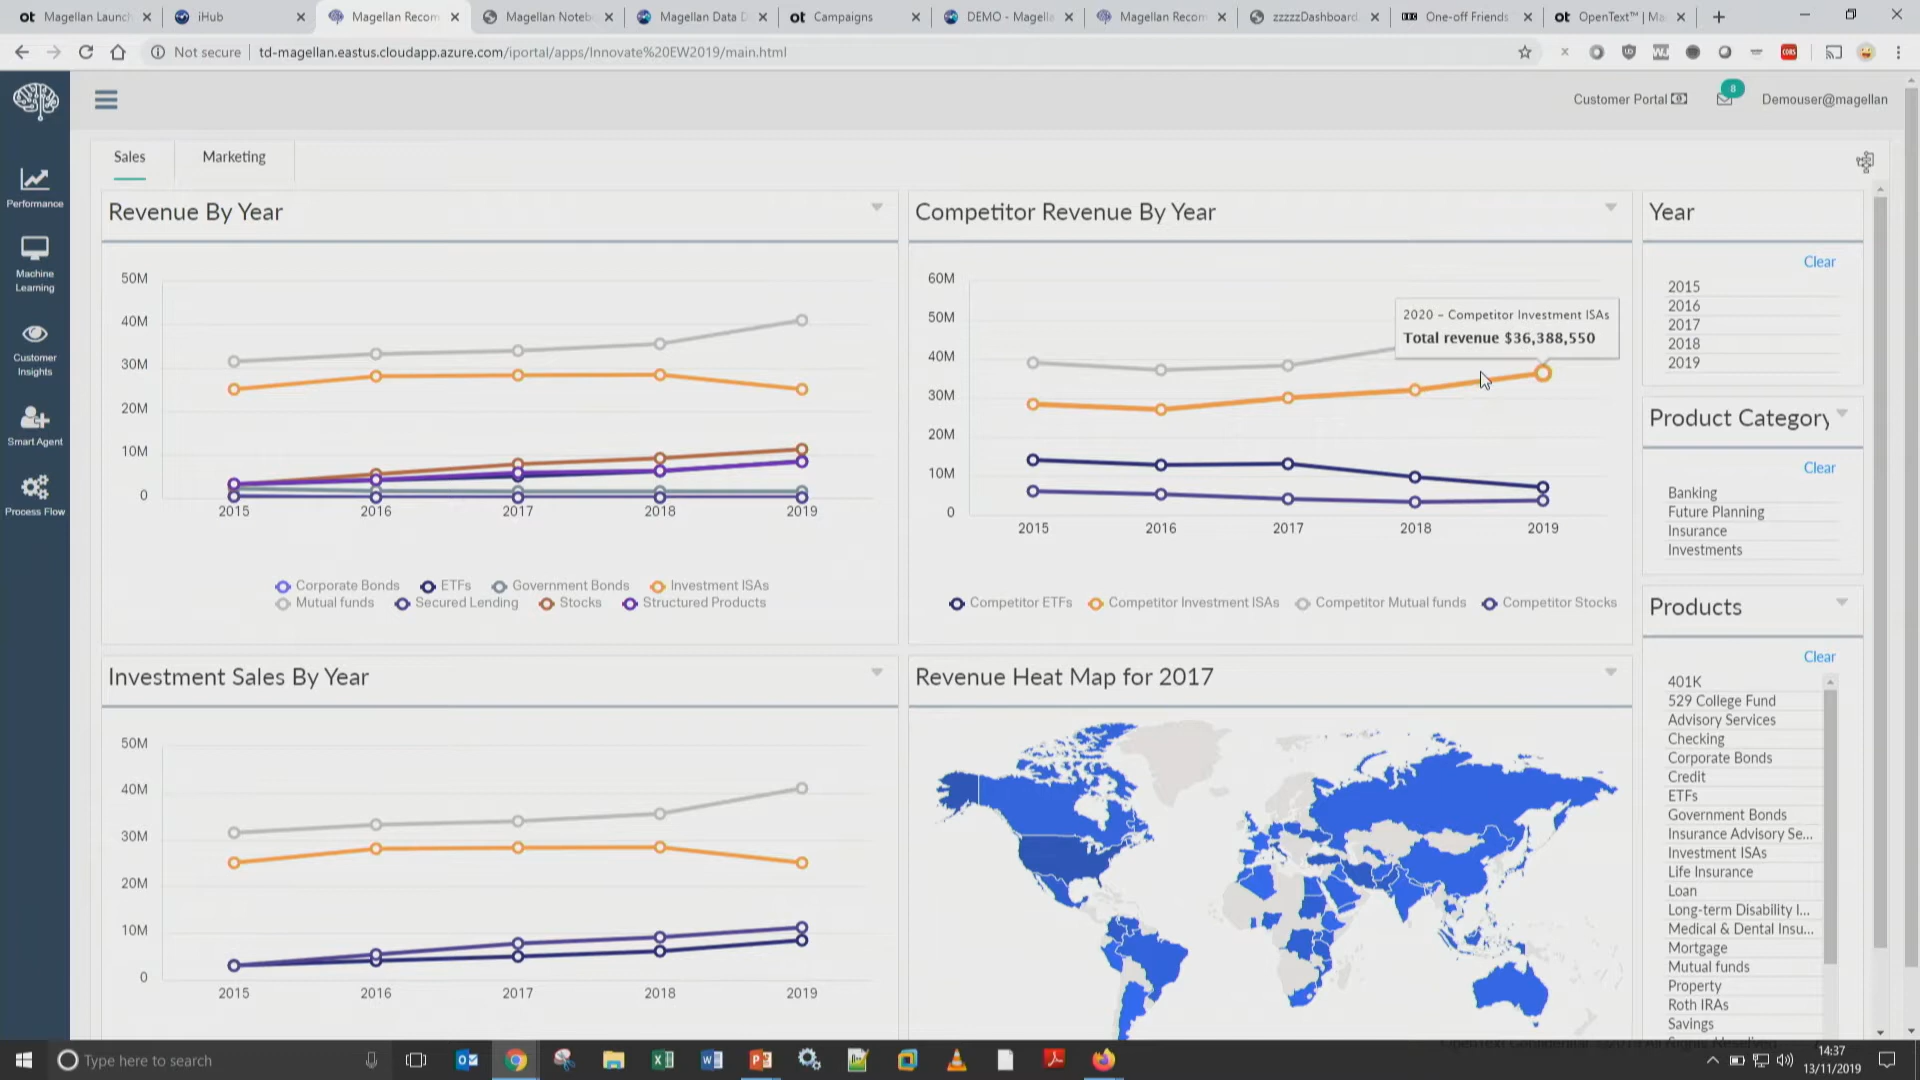 ot Magellan Launch
iHub
Magellan Recom
Magellan Noteb
Magellan Data D
ot Campaigns
DEMO - Magella
Magellan Recom
zzzzzDashboard
One-off Friends
ot OpenText™ | Ma
Not secure | td-magellan.eastus.cloudapp.azure.com/iportal/apps/Innovate%20EW2019/main.html
Customer Portal
8
Demouser@magellan
Performance
Machine
Learning
Customer
Insights
Smart Agent
Process Flow
Sales
Marketing
Revenue By Year
50M
40M
30M
20M
10M
0
2015 2016 2017 2018 2019
Corporate Bonds ETFs Government Bonds Investment ISAs
Mutual funds Secured Lending Stocks Structured Products
Competitor Revenue By Year
60M
50M
40M
30M
20M
10M
0
2020 - Competitor Investment ISAs
Total revenue $36,388,550
2015 2016 2017 2018 2019
Competitor ETFs Competitor Investment ISAs Competitor Mutual funds Competitor Stocks
Year
Clear
2015
2016
2017
2018
2019
Product Category
Clear
Banking
Future Planning
Insurance
Investments
Products
Clear
401K
529 College Fund
Advisory Services
Checking
Corporate Bonds
Credit
ETFs
Government Bonds
Insurance Advisory Se...
Investment ISAs
Life Insurance
Loan
Long-term Disability I...
Medical & Dental Insu...
Mortgage
Mutual funds
Property
Roth IRAs
Savings
Investment Sales By Year
50M
40M
30M
20M
10M
0
2015 2016 2017 2018 2019
Revenue Heat Map for 2017
Type here to search
14:37
13/11/2019